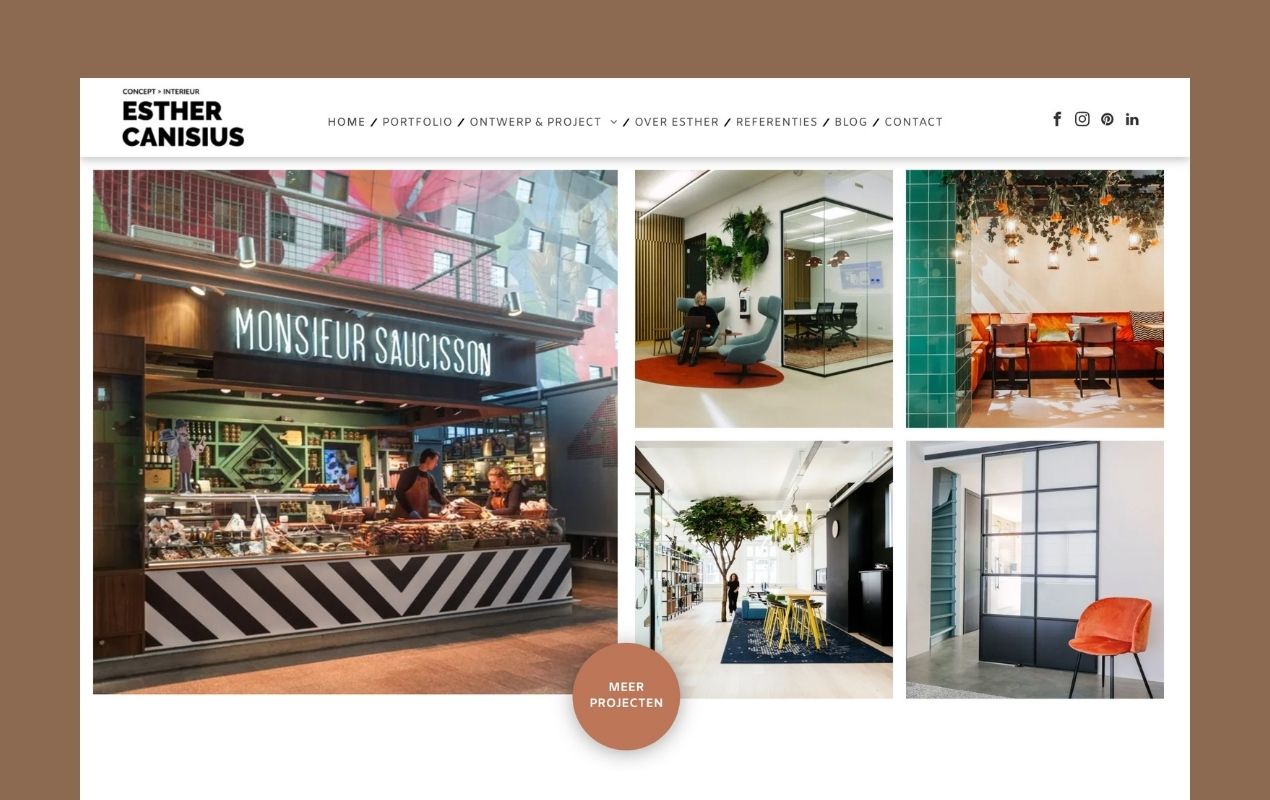 CONCEPT > INTERIEUR
ESTHER
CANISIUS
HOME / PORTFOLIO / ONTWERP & PROJECT / OVER ESTHER / REFERENTIES / BLOG / CONTACT
MONSIEUR SAUCISSON
MEER
PROJECTEN